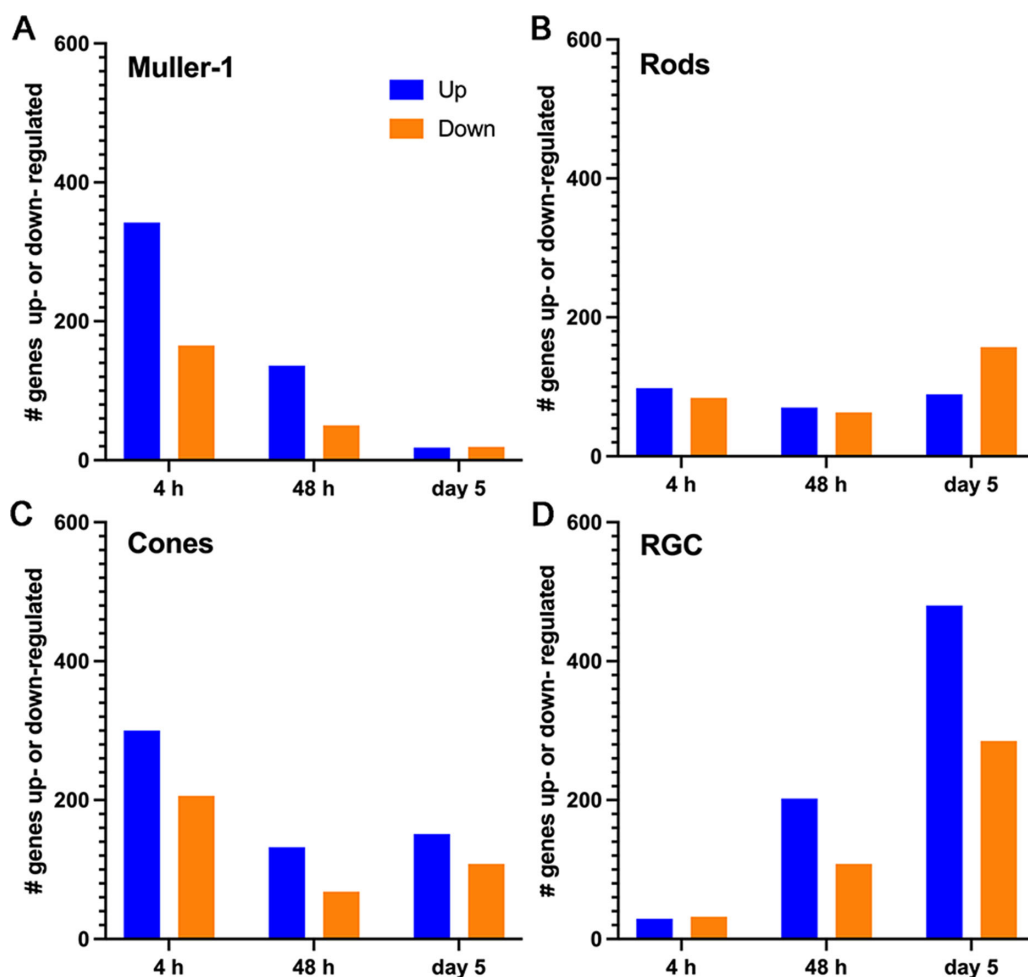 A
Muller-1
Up
Down
# genes up- or down- regulated
600
400
200
0
4 h
48 h
day 5
B
Rods
# genes up- or down-regulated
600
400
200
0
4 h
48 h
day 5
C
Cones
# genes up- or down-regulated
600
400
200
0
4 h
48 h
day 5
D
RGC
# genes up- or down- regulated
600
400
200
0
4 h
48 h
day 5